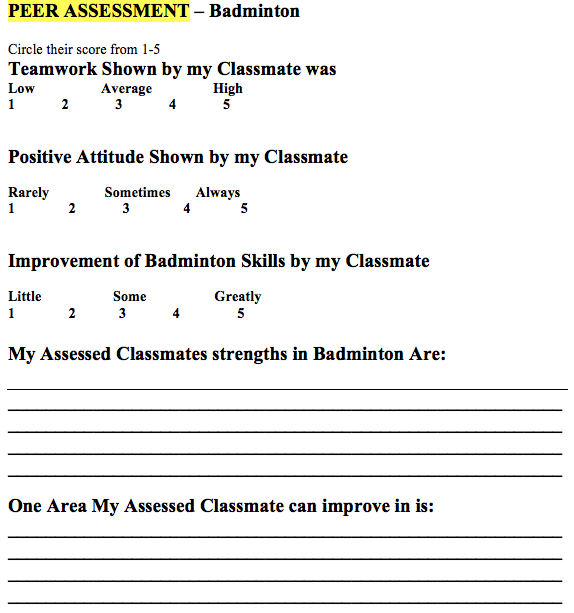 PEER ASSESSMENT – Badminton
Circle their score from 1-5
Teamwork Shown by my Classmate was
Low Average High
1 2 3 4 5
Positive Attitude Shown by my Classmate
Rarely Sometimes Always
1 2 3 4 5
Improvement of Badminton Skills by my Classmate
Little Some Greatly
1 2 3 4 5
My Assessed Classmates strengths in Badminton Are:
One Area My Assessed Classmate can improve in is: